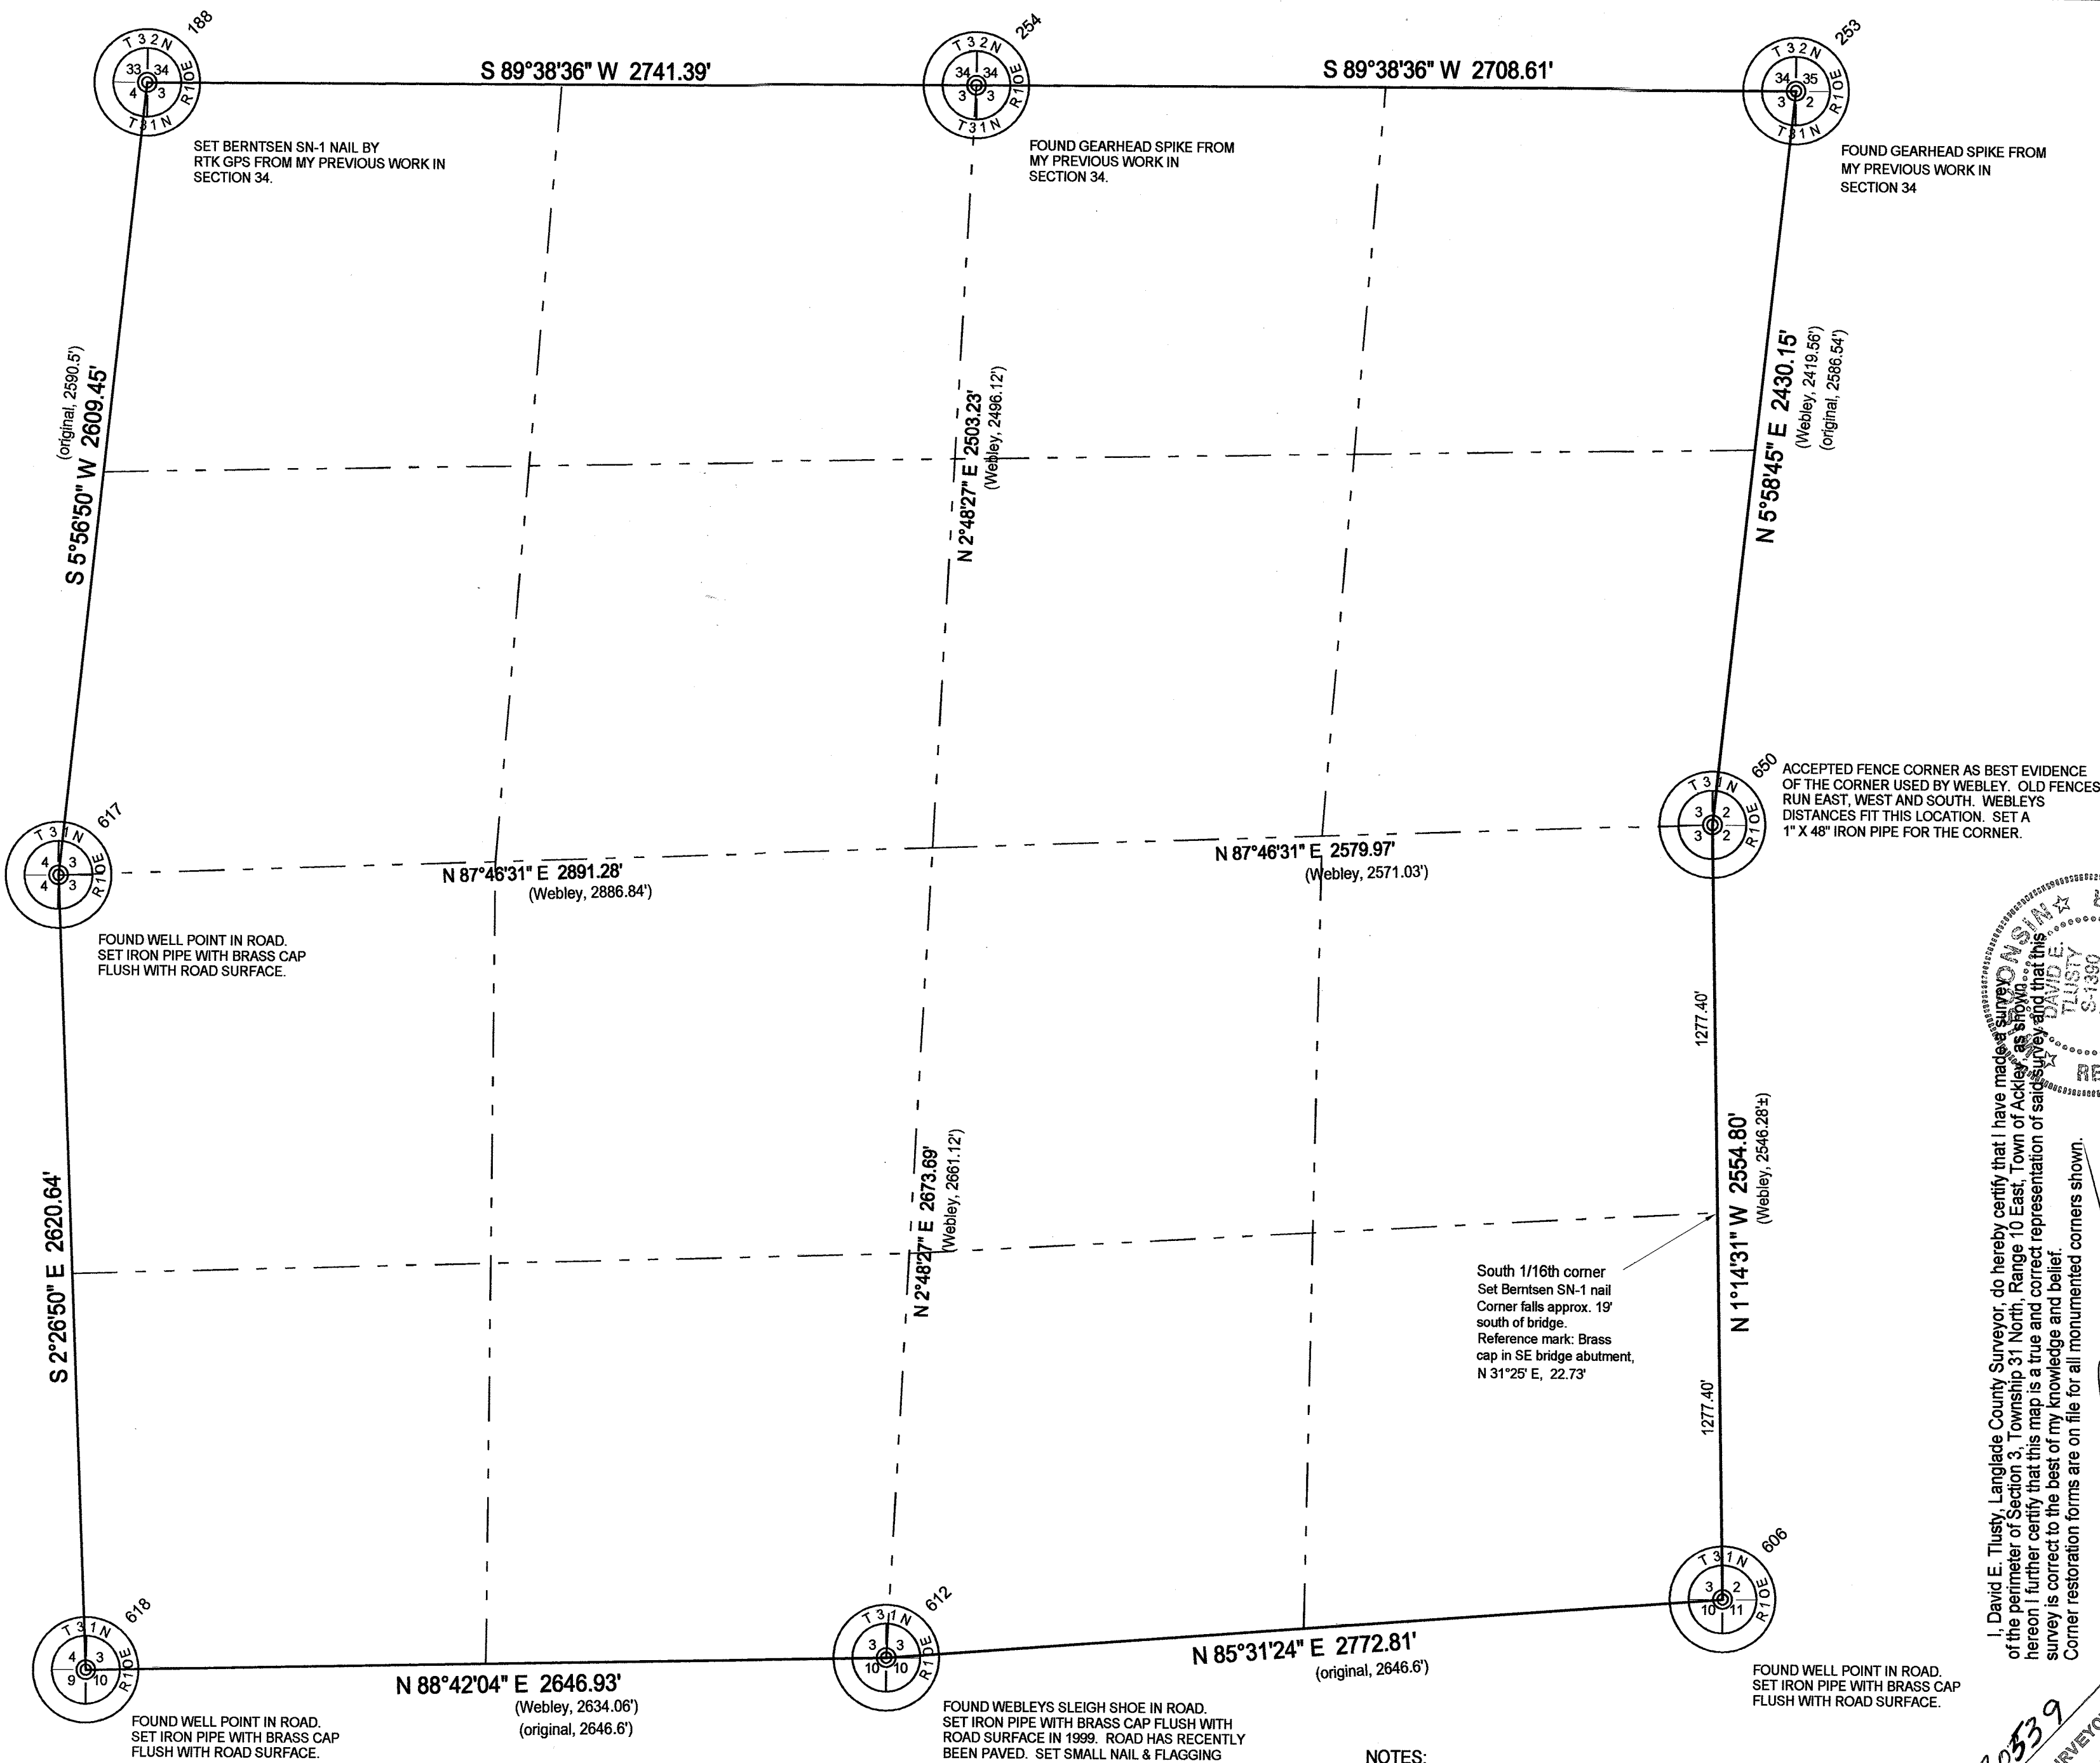 188
T 32N
33 34
4 3
R10E
T31N
S 89°38'36" W 2741.39'
254
T 32N
34 34
3 3
R10E
T31N
S 89°38'36" W 2708.61'
253
T 32N
34 35
3 2
R10E
T31N
SET BERNTSEN SN-1 NAIL BY
RTK GPS FROM MY PREVIOUS WORK IN
SECTION 34.
FOUND GEARHEAD SPIKE FROM
MY PREVIOUS WORK IN
SECTION 34.
FOUND GEARHEAD SPIKE FROM
MY PREVIOUS WORK IN
SECTION 34
(original, 2590.5')
S 5°56'50" W 2609.45'
N 2°48'27" E 2503.23'
(Webley, 2496.12')
N 5°58'45" E 2430.15'
(Webley, 2419.56')
(original, 2586.54')
617
T 31N
4 3
4 3
R10E
N 87°46'31" E 2891.28'
(Webley, 2886.84')
N 87°46'31" E 2579.97'
(Webley, 2571.03')
650
T 31N
3 2
3 2
R10E
ACCEPTED FENCE CORNER AS BEST EVIDENCE
OF THE CORNER USED BY WEBLEY. OLD FENCES
RUN EAST, WEST AND SOUTH. WEBLEYS
DISTANCES FIT THIS LOCATION. SET A
1" X 48" IRON PIPE FOR THE CORNER.
FOUND WELL POINT IN ROAD.
SET IRON PIPE WITH BRASS CAP
FLUSH WITH ROAD SURFACE.
1277.40'
S 2°26'50" E 2620.64'
N 2°48'27" E 2673.69'
(Webley, 2661.12')
N 1°14'31" W 2554.80'
(Webley, 2546.28'±)
South 1/16th corner
Set Berntsen SN-1 nail
Corner falls approx. 19'
south of bridge.
Reference mark: Brass
cap in SE bridge abutment,
N 31°25' E, 22.73'
1277.40'
618
T 31N
4 3
9 10
R10E
N 88°42'04" E 2646.93'
(Webley, 2634.06')
(original, 2646.6')
612
T 31N
3 3
10 10
R10E
N 85°31'24" E 2772.81'
(original, 2646.6')
606
T 31N
3 2
10 11
R10E
FOUND WELL POINT IN ROAD.
SET IRON PIPE WITH BRASS CAP
FLUSH WITH ROAD SURFACE.
FOUND WEBLEYS SLEIGH SHOE IN ROAD.
SET IRON PIPE WITH BRASS CAP FLUSH WITH
ROAD SURFACE IN 1999. ROAD HAS RECENTLY
BEEN PAVED. SET SMALL NAIL & FLAGGING
NOTES:
FOUND WELL POINT IN ROAD.
SET IRON PIPE WITH BRASS CAP
FLUSH WITH ROAD SURFACE.
I, David E. Tlusty, Langlade County Surveyor, do hereby certify that I have made a survey
of the perimeter of Section 3, Township 31 North, Range 10 East, Town of Ackley, as shown
hereon I further certify that this map is a true and correct representation of said survey and that this
survey is correct to the best of my knowledge and belief.
Corner restoration forms are on file for all monumented corners shown.
DAVID E.
TLUSTY
S-1390